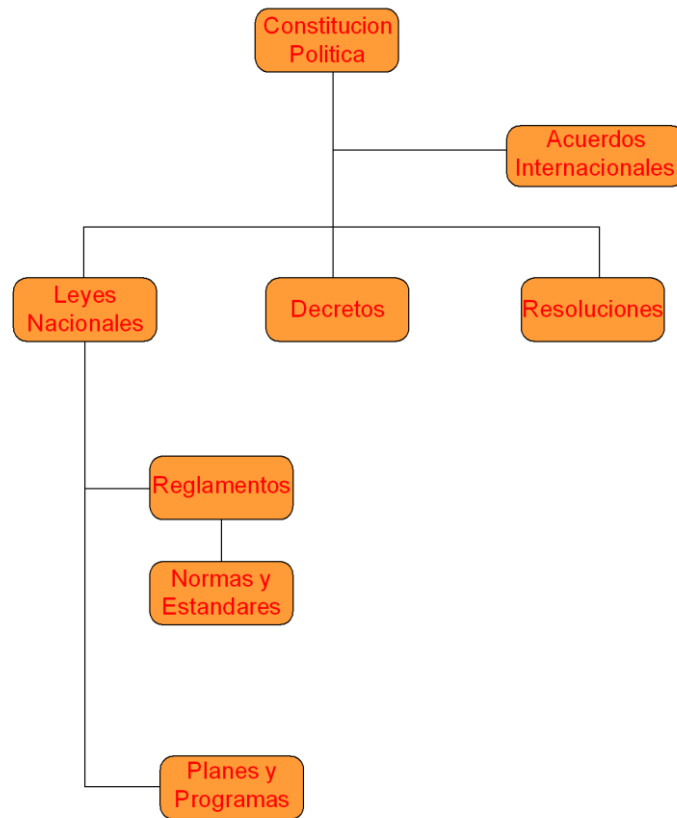 Constitucion
Politica
Acuerdos
Internacionales
Leyes
Nacionales
Decretos
Resoluciones
Reglamentos
Normas y
Estandares
Planes y
Programas